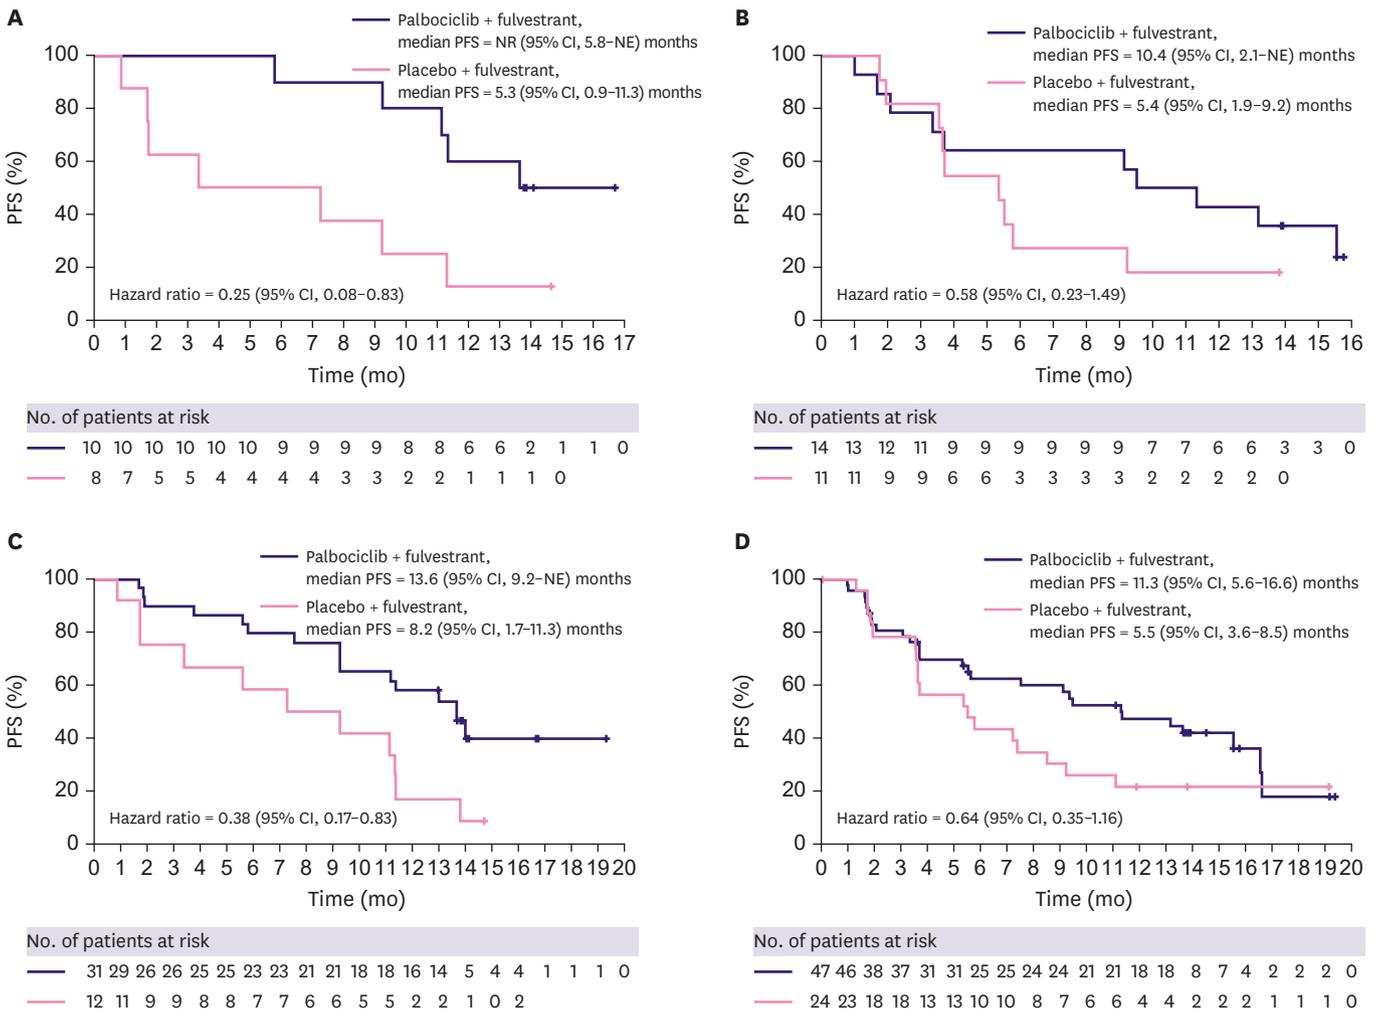 A
Palbociclib + fulvestrant,
median PFS = NR (95% CI, 5.8–NE) months
Placebo + fulvestrant,
median PFS = 5.3 (95% CI, 0.9–11.3) months
PFS (%)
100
80
60
40
20
0
Hazard ratio = 0.25 (95% CI, 0.08–0.83)
0 1 2 3 4 5 6 7 8 9 10 11 12 13 14 15 16 17
Time (mo)
No. of patients at risk
10 10 10 10 10 10 9 9 9 9 8 8 6 6 2 1 1 0
8 7 5 5 4 4 4 4 3 3 2 2 1 1 1 0
B
Palbociclib + fulvestrant,
median PFS = 10.4 (95% CI, 2.1–NE) months
Placebo + fulvestrant,
median PFS = 5.4 (95% CI, 1.9–9.2) months
PFS (%)
100
80
60
40
20
0
Hazard ratio = 0.58 (95% CI, 0.23–1.49)
0 1 2 3 4 5 6 7 8 9 10 11 12 13 14 15 16
Time (mo)
No. of patients at risk
14 13 12 11 9 9 9 9 9 9 7 7 6 6 3 3 0
11 11 9 9 6 6 3 3 3 3 2 2 2 2 0
C
Palbociclib + fulvestrant,
median PFS = 13.6 (95% CI, 9.2–NE) months
Placebo + fulvestrant,
median PFS = 8.2 (95% CI, 1.7–11.3) months
PFS (%)
100
80
60
40
20
0
Hazard ratio = 0.38 (95% CI, 0.17–0.83)
0 1 2 3 4 5 6 7 8 9 10 11 12 13 14 15 16 17 18 19 20
Time (mo)
No. of patients at risk
31 29 26 26 25 25 23 23 21 21 18 18 16 14 5 4 4 1 1 1 0
12 11 9 9 8 8 7 7 6 6 5 5 2 2 1 0 2
D
Palbociclib + fulvestrant,
median PFS = 11.3 (95% CI, 5.6–16.6) months
Placebo + fulvestrant,
median PFS = 5.5 (95% CI, 3.6–8.5) months
PFS (%)
100
80
60
40
20
0
Hazard ratio = 0.64 (95% CI, 0.35–1.16)
0 1 2 3 4 5 6 7 8 9 10 11 12 13 14 15 16 17 18 19 20
Time (mo)
No. of patients at risk
47 46 38 37 31 31 25 25 24 24 21 21 18 18 8 7 4 2 2 2 0
24 23 18 18 13 13 10 10 8 7 6 6 4 4 2 2 2 1 1 1 0